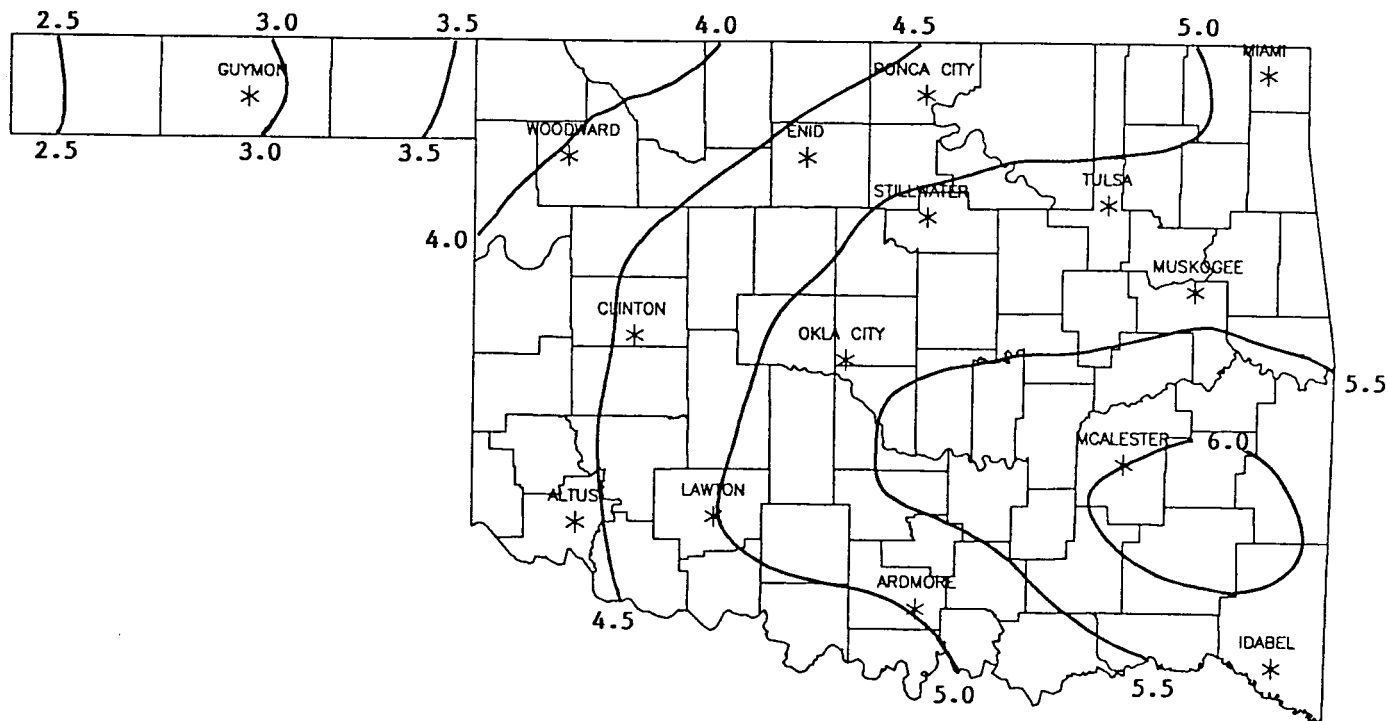 2.5 3.0 3.5 4.0 4.5 5.0
MIAMI
GUYMON
PONCA CITY
2.5 3.0 3.5
WOODWARD
ENID
TULSA
STILLWATER
4.0
MUSKOGEE
CLINTON
OKLA CITY
5.5
MCALESTER
6.0
ALTUS
LAWTON
ARDMORE
4.5
IDABEL
5.0
5.5